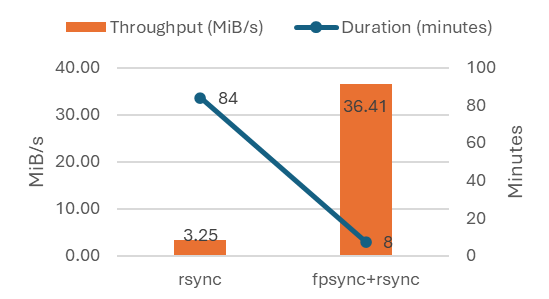 Throughput (MiB/s) Duration (minutes)
40.00 100
30.00 80
20.00 60
10.00 40
0.00 20
0
MiB/s
Minutes
84
36.41
3.25
8
rsync fpsync+rsync